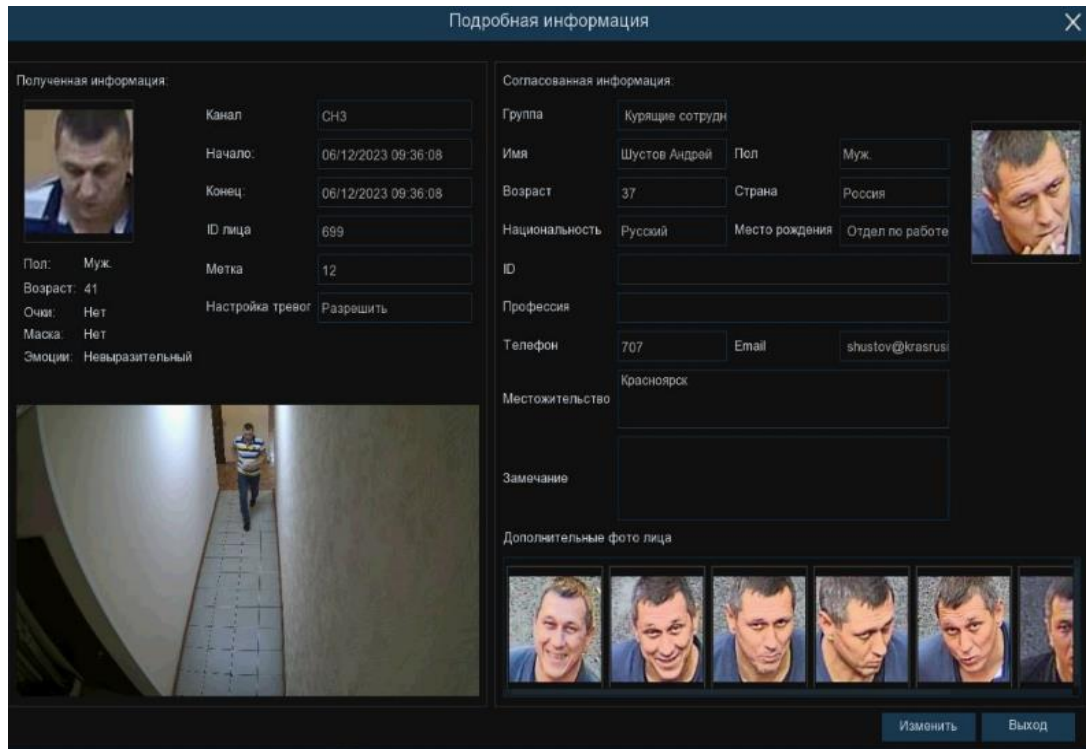 Подробная информация
Полученная информация:
Канал CH3
Начало: 06/12/2023 09:36:08
Конец: 06/12/2023 09:36:08
ID лица 699
Метка 12
Настройка тревог Разрешить
Пол: Муж.
Возраст: 41
Очки: Нет
Маска: Нет
Эмоции: Невыразительный
Согласованная информация:
Группа Курящие сотрудн
Имя Шустов Андрей Пол Муж.
Возраст 37 Страна Россия
Национальность Русский Место рождения Отдел по работе
ID
Профессия
Телефон 707 Email shustov@krasrusi
Местожительство Красноярск
Замечание
Дополнительные фото лица
Изменить Выход